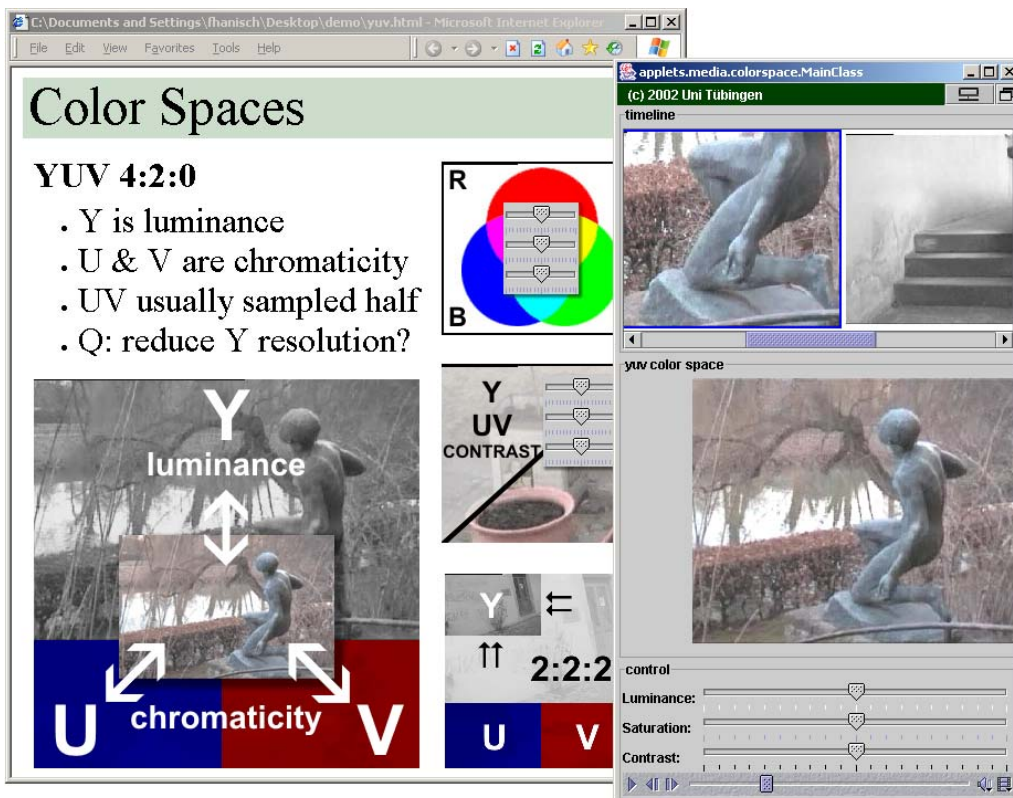 C:\Documents and Settings\fhanisch\Desktop\demo\yuv.html - Microsoft Internet Explorer
File Edit View Favorites Tools Help
Color Spaces
YUV 4:2:0
. Y is luminance
. U & V are chromaticity
. UV usually sampled half
. Q: reduce Y resolution?
Y
luminance
U
chromaticity
V
R
B
Y
UV
CONTRAST
Y
2:2:2
U
V
applets.media.colorspace.MainClass
(c) 2002 Uni Tübingen
timeline
yuv color space
control
Luminance:
Saturation:
Contrast: